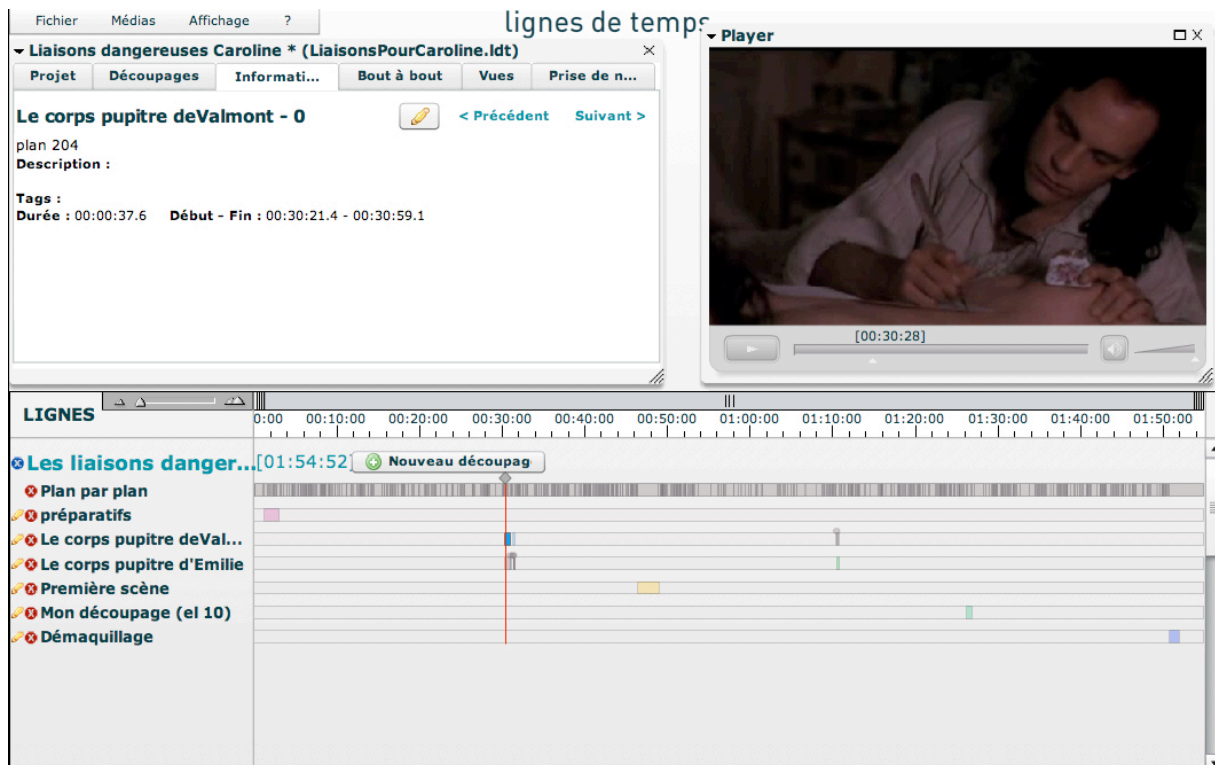 Fichier Médias Affichage ?
lignes de temps
Liaisons dangereuses Caroline * (LiaisonsPourCaroline.ldt)
Projet Découpages Informati... Bout à bout Vues Prise de n...
Le corps pupitre deValmont - 0 < Précédent Suivant >
plan 204
Description :
Tags :
Durée : 00:00:37.6 Début - Fin : 00:30:21.4 - 00:30:59.1
Player
[00:30:28]
LIGNES
0:00 00:10:00 00:20:00 00:30:00 00:40:00 00:50:00 01:00:00 01:10:00 01:20:00 01:30:00 01:40:00 01:50:00
Les liaisons danger... [01:54:52] Nouveau découpag
Plan par plan
préparatifs
Le corps pupitre deVal...
Le corps pupitre d'Emilie
Première scène
Mon découpage (el 10)
Démaquillage